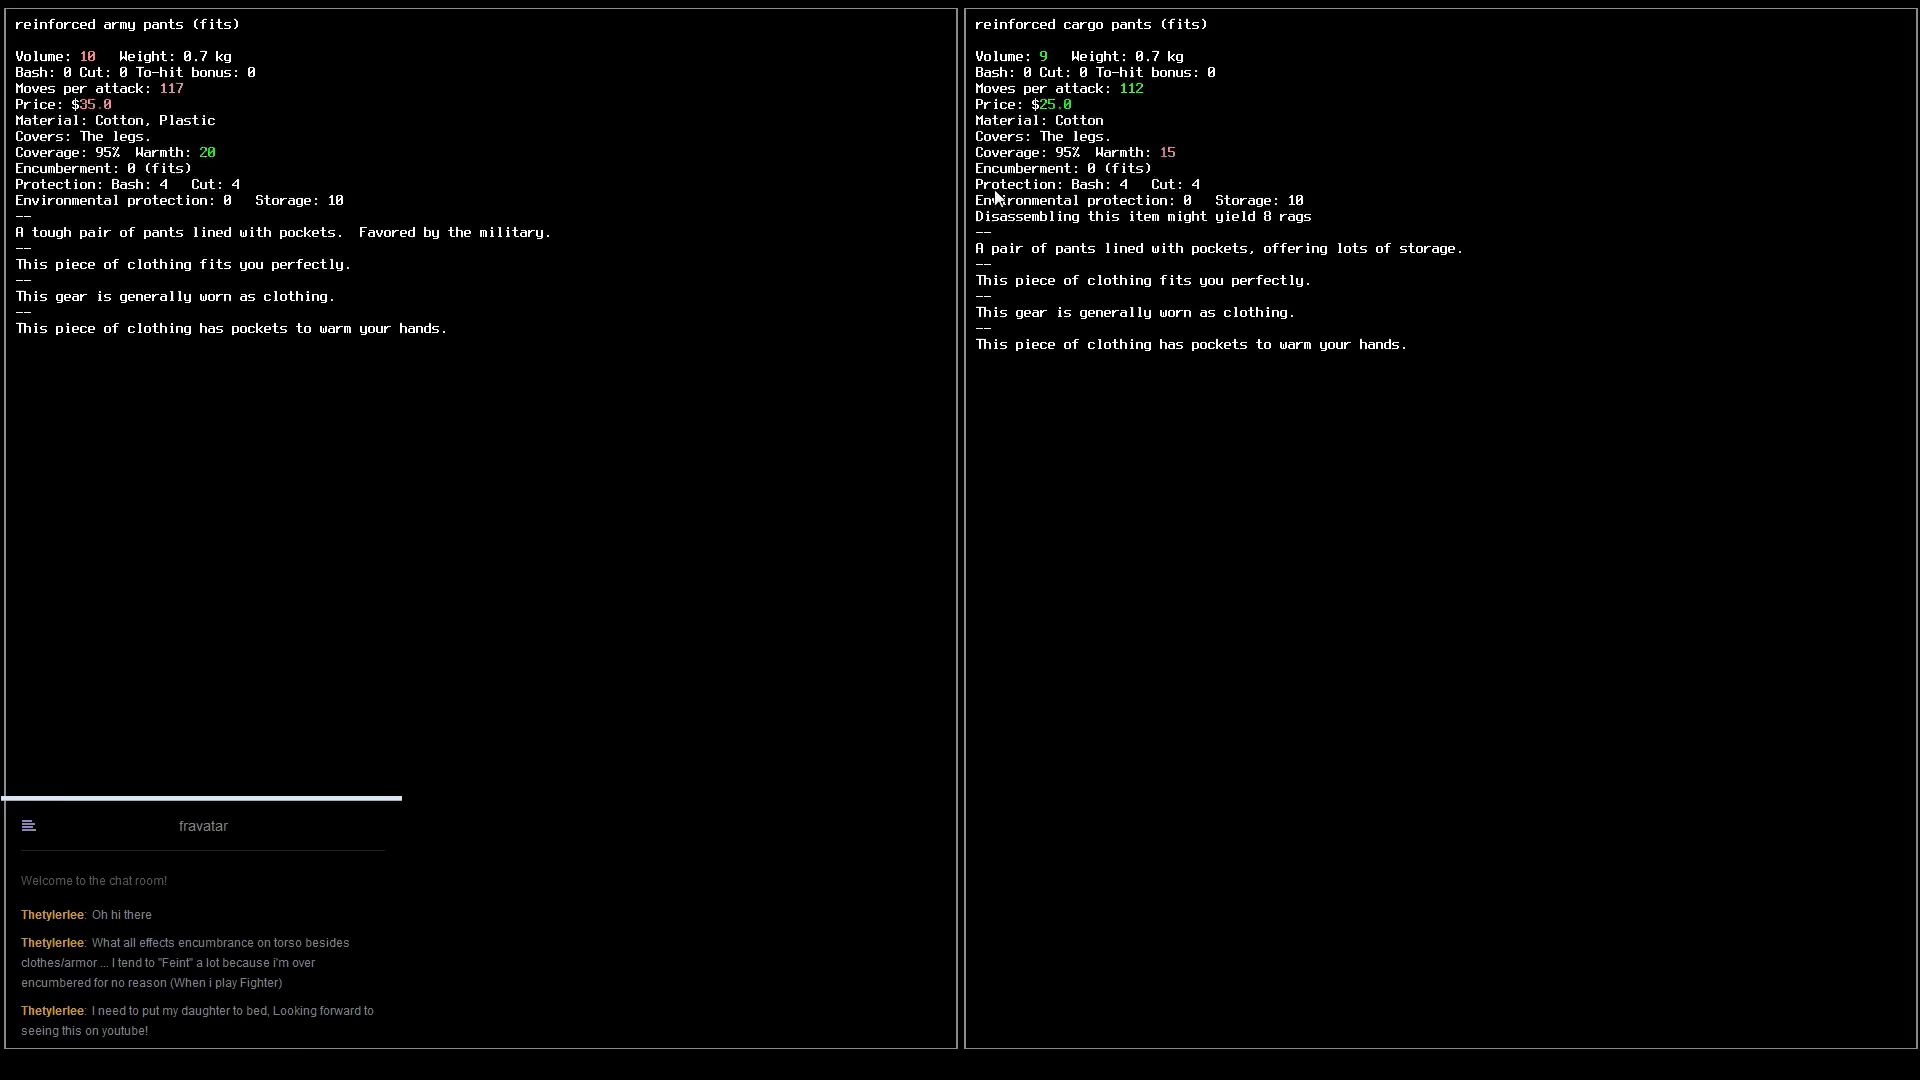 reinforced army pants (fits)
Volume: 10   Weight: 0.7 kg
Bash: 0 Cut: 0 To-hit bonus: 0
Moves per attack: 117
Price: $35.0
Material: Cotton, Plastic
Covers: The legs.
Coverage: 95%  Warmth: 20
Encumberment: 0 (fits)
Protection: Bash: 4   Cut: 4
Environmental protection: 0   Storage: 10
--
A tough pair of pants lined with pockets.  Favored by the military.
--
This piece of clothing fits you perfectly.
--
This gear is generally worn as clothing.
--
This piece of clothing has pockets to warm your hands.
fravatar
Welcome to the chat room!
Thetylerlee: Oh hi there
Thetylerlee: What all effects encumbrance on torso besides
clothes/armor ... I tend to "Feint" a lot because i'm over
encumbered for no reason (When i play Fighter)
Thetylerlee: I need to put my daughter to bed, Looking forward to
seeing this on youtube!
reinforced cargo pants (fits)
Volume: 9   Weight: 0.7 kg
Bash: 0 Cut: 0 To-hit bonus: 0
Moves per attack: 112
Price: $25.0
Material: Cotton
Covers: The legs.
Coverage: 95%  Warmth: 15
Encumberment: 0 (fits)
Protection: Bash: 4   Cut: 4
Environmental protection: 0   Storage: 10
Disassembling this item might yield 8 rags
--
A pair of pants lined with pockets, offering lots of storage.
--
This piece of clothing fits you perfectly.
--
This gear is generally worn as clothing.
--
This piece of clothing has pockets to warm your hands.